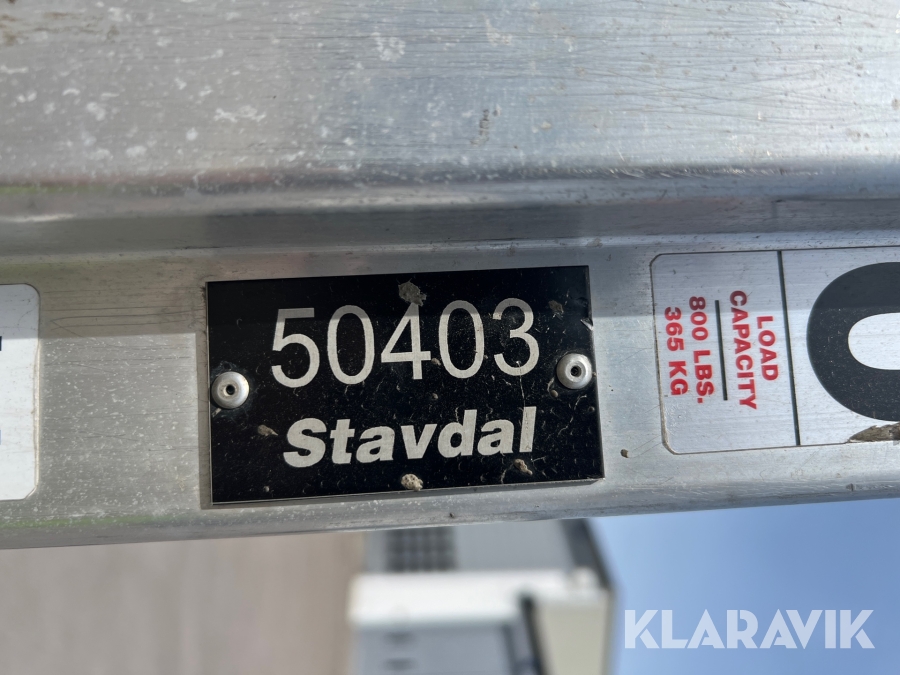 50403
Stavdal
LOAD
CAPACITY
800 LBS.
365 KG
KLARAVIK